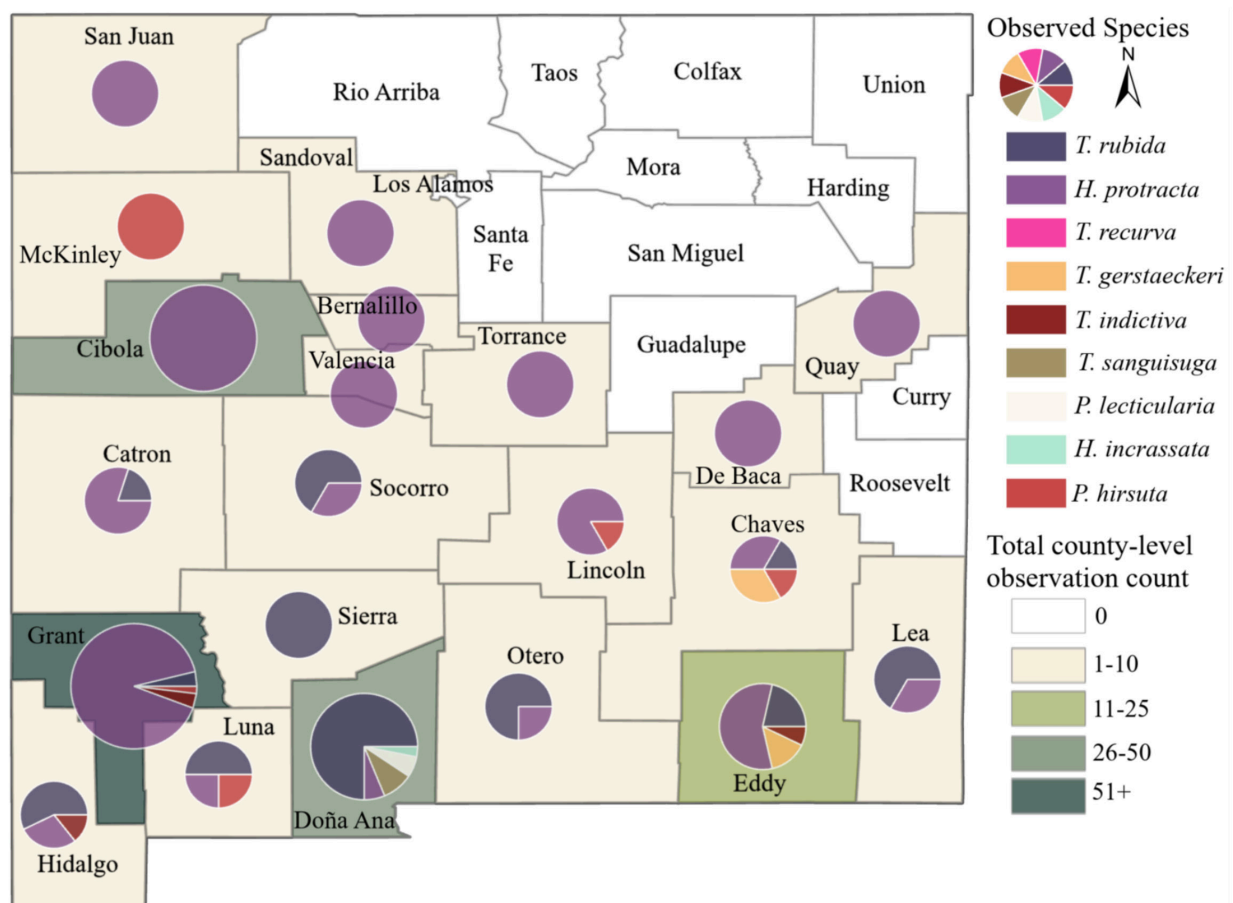 San Juan
Rio Arriba
Taos
Colfax
Union
Sandoval
Los Alamos
Mora
Harding
McKinley
Santa
Fe
San Miguel
Bernalillo
Cibola
Valencia
Torrance
Guadalupe
Quay
Curry
Catron
Socorro
De Baca
Roosevelt
Lincoln
Chaves
Grant
Sierra
Otero
Lea
Luna
Eddy
Doña Ana
Hidalgo
Observed Species
N
T. rubida
H. protracta
T. recurva
T. gerstaeckeri
T. indictiva
T. sanguisuga
P. lecticularia
H. incrassata
P. hirsuta
Total county-level
observation count
0
1-10
11-25
26-50
51+